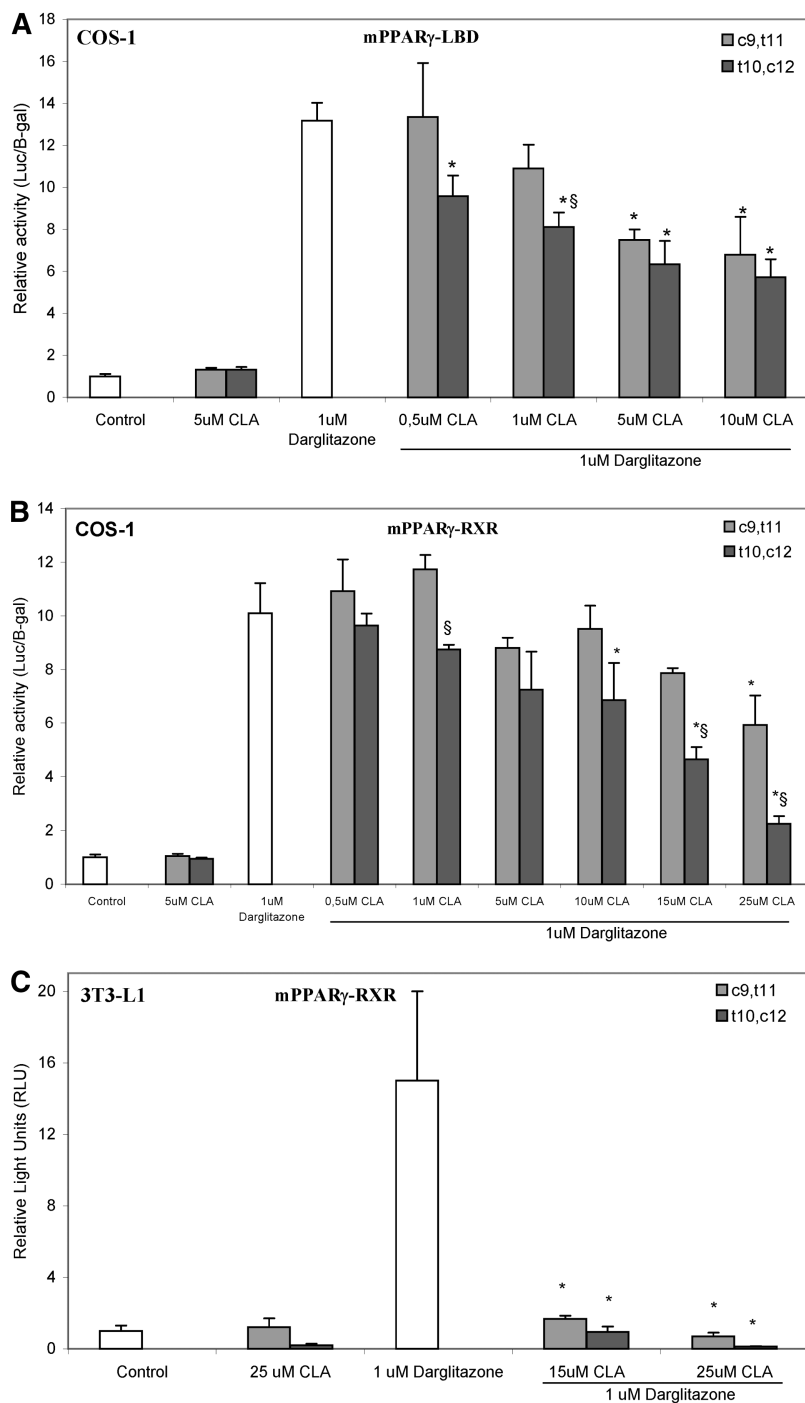 A
COS-1
mPPARγ-LBD
c9,t11
t10,c12
Relative activity (Luc/B-gal)
18
16
14
12
10
8
6
4
2
0
*
*§
*
*
*
*
Control
5uM CLA
1uM
Darglitazone
0,5uM CLA
1uM CLA
5uM CLA
10uM CLA
1uM Darglitazone
B
COS-1
mPPARγ-RXR
c9,t11
t10,c12
Relative activity (Luc/B-gal)
14
12
10
8
6
4
2
0
§
*
*§
*
*§
Control
5uM CLA
1uM
Darglitazone
0,5uM CLA
1uM CLA
5uM CLA
10uM CLA
15uM CLA
25uM CLA
1uM Darglitazone
C
3T3-L1
mPPARγ-RXR
c9,t11
t10,c12
Relative Light Units (RLU)
20
16
12
8
4
0
*
*
*
*
Control
25 uM CLA
1 uM Darglitazone
15uM CLA
25uM CLA
1 uM Darglitazone